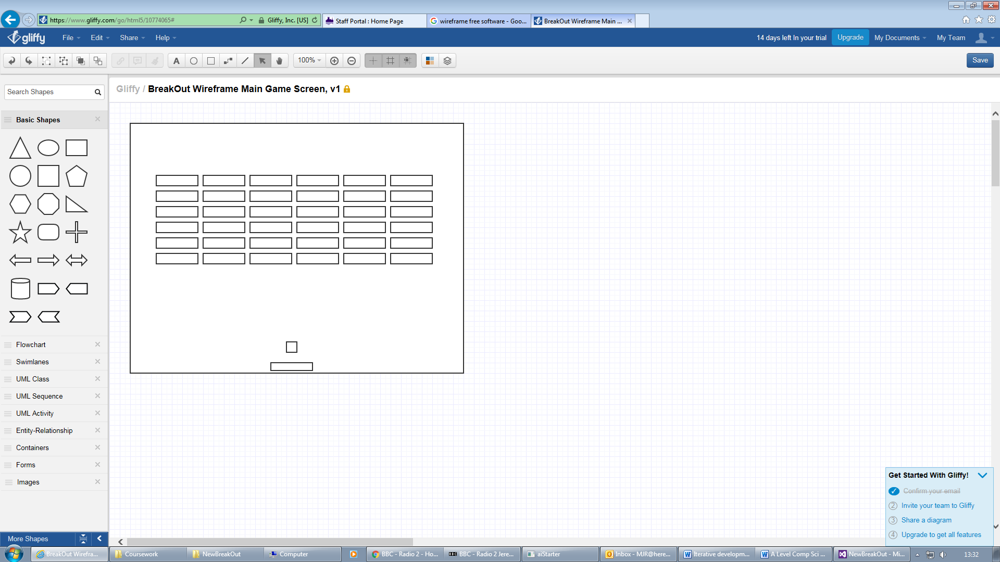 https://www.gliffy.com/go/html5/10774065#
Gliffy, Inc. [US]
Staff Portal : Home Page
wireframe free software - Goo...
BreakOut Wireframe Main ...
gliffy
File
Edit
Share
Help
14 days left In your trial
Upgrade
My Documents
My Team
A
100%
Save
Search Shapes
Gliffy / BreakOut Wireframe Main Game Screen, v1
Basic Shapes
Flowchart
Swimlanes
UML Class
UML Sequence
UML Activity
Entity-Relationship
Containers
Forms
Images
More Shapes
Get Started With Gliffy!
Confirm your email
2 Invite your team to Gliffy
3 Share a diagram
4 Upgrade to get all features
BreakOut Wirefra...
Coursework
NewBreakOut
Computer
BBC - Radio 2 - Ho...
BBC BBC - Radio 2 Jere...
aiStarter
Inbox - MJR@here...
Iterative developm...
A Level Comp Sci ...
NewBreakOut - Mi...
13:32